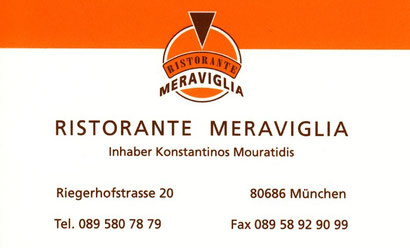 RISTORANTE
MERAVIGLIA
RISTORANTE MERAVIGLIA
Inhaber Konstantinos Mouratidis
Riegerhofstrasse 20 80686 München
Tel. 089 580 78 79 Fax 089 58 92 90 99